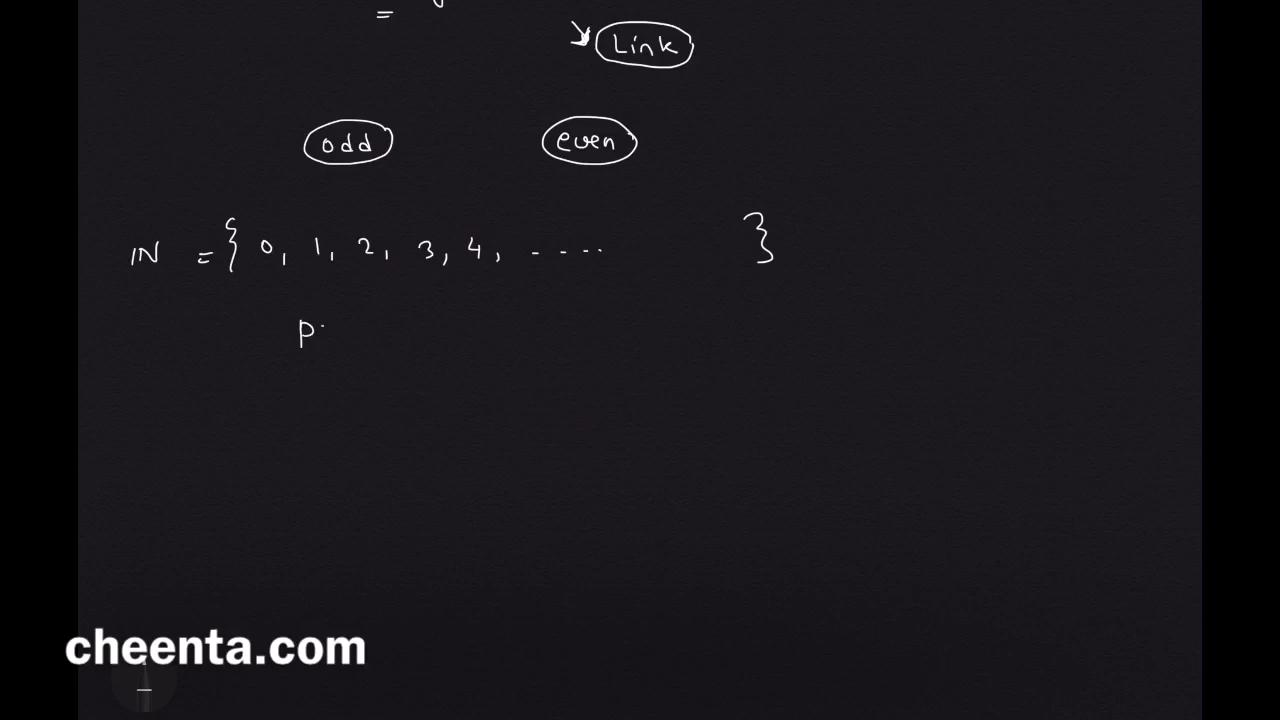 =
Link
odd even
IN = { 0, 1, 2, 3, 4, ..... }
P
cheenta.com